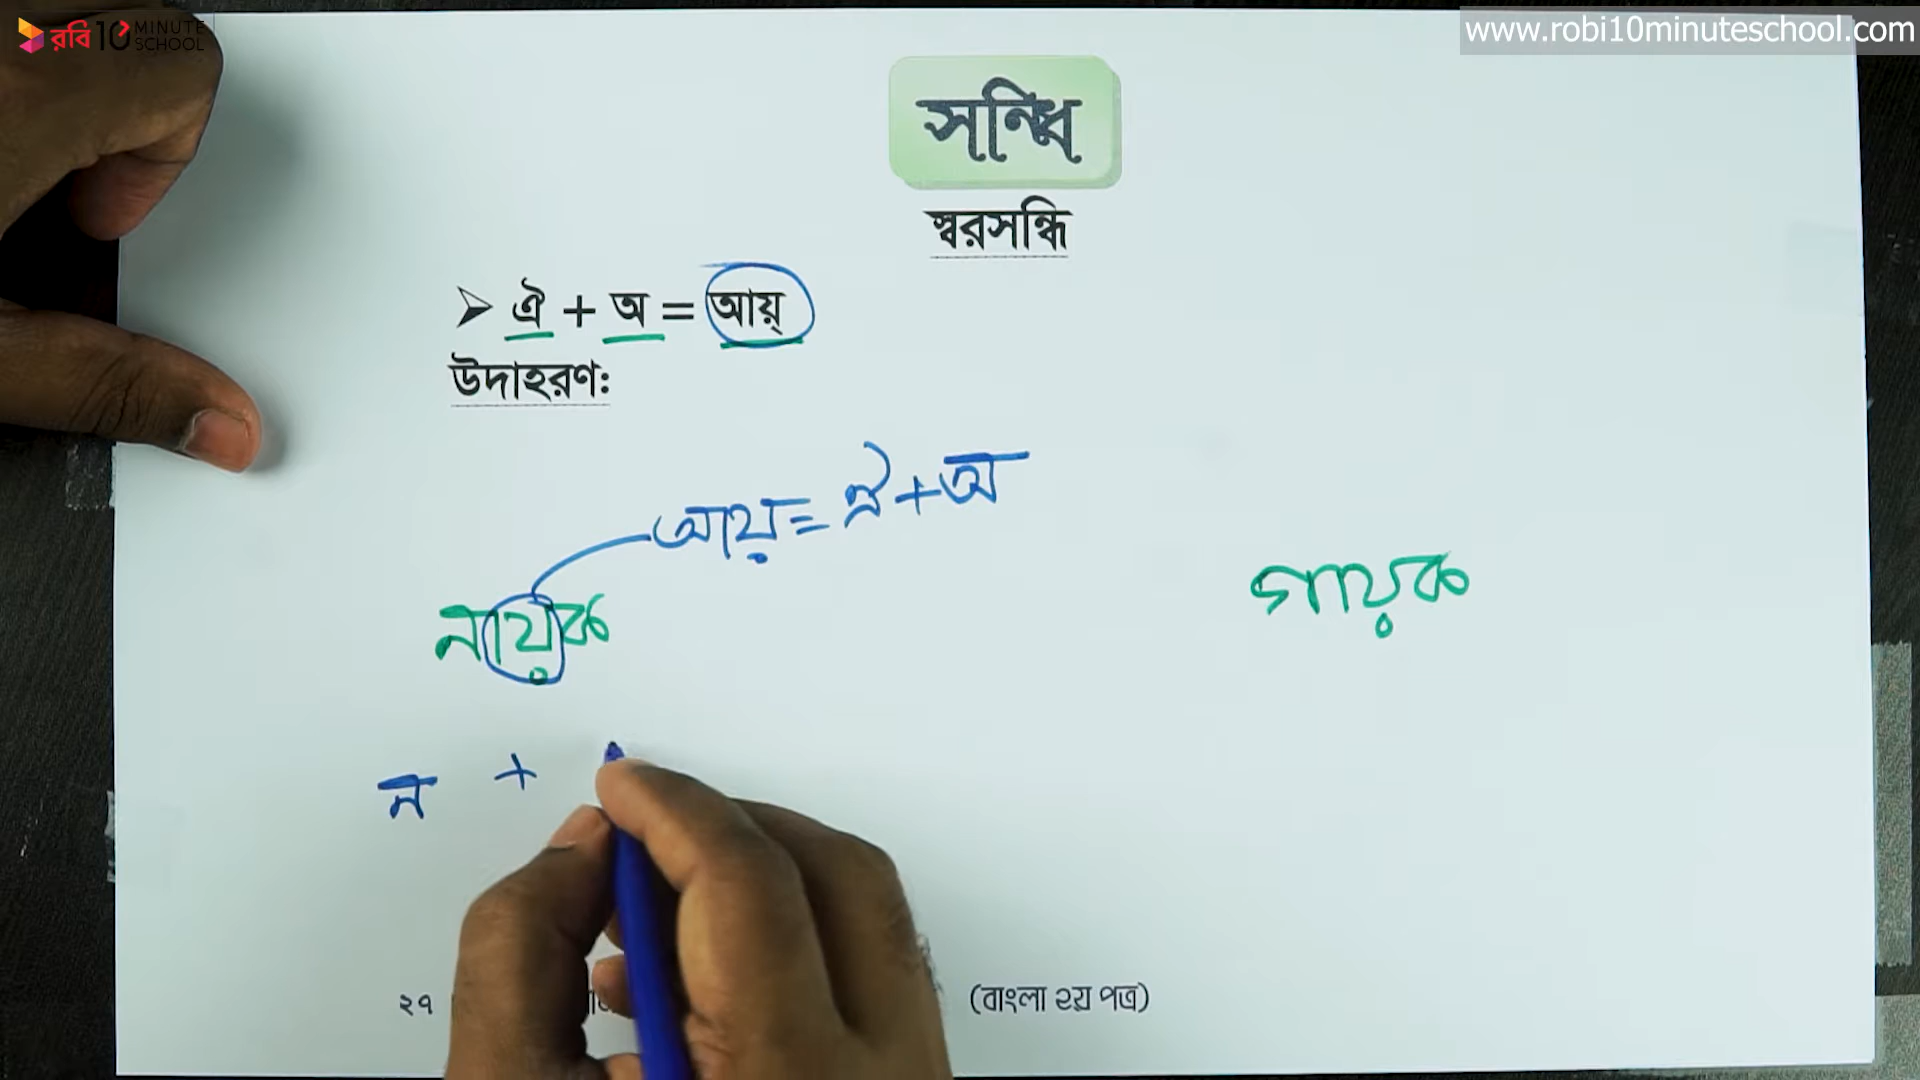 রবি 10 MINUTE SCHOOL
www.robi10minuteschool.com
সন্ধি
স্বরসন্ধি
➢ ঐ + অ = আয়্
উদাহরণঃ
আয় = ঐ + অ
নায়ক
গায়ক
ন +
২৭
(বাংলা ২য় পত্র)